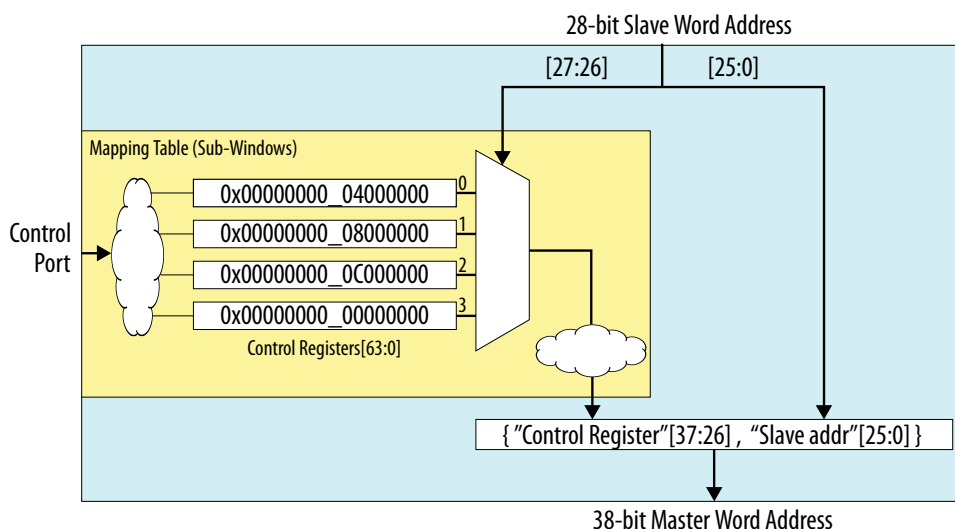 28-bit Slave Word Address
[27:26]
[25:0]
Mapping Table (Sub-Windows)
0x00000000_04000000
0
0x00000000_08000000
1
Control
Port
0x00000000_0C000000
2
0x00000000_00000000
3
Control Registers[63:0]
{ "Control Register"[37:26] , “Slave addr”[25:0] }
38-bit Master Word Address